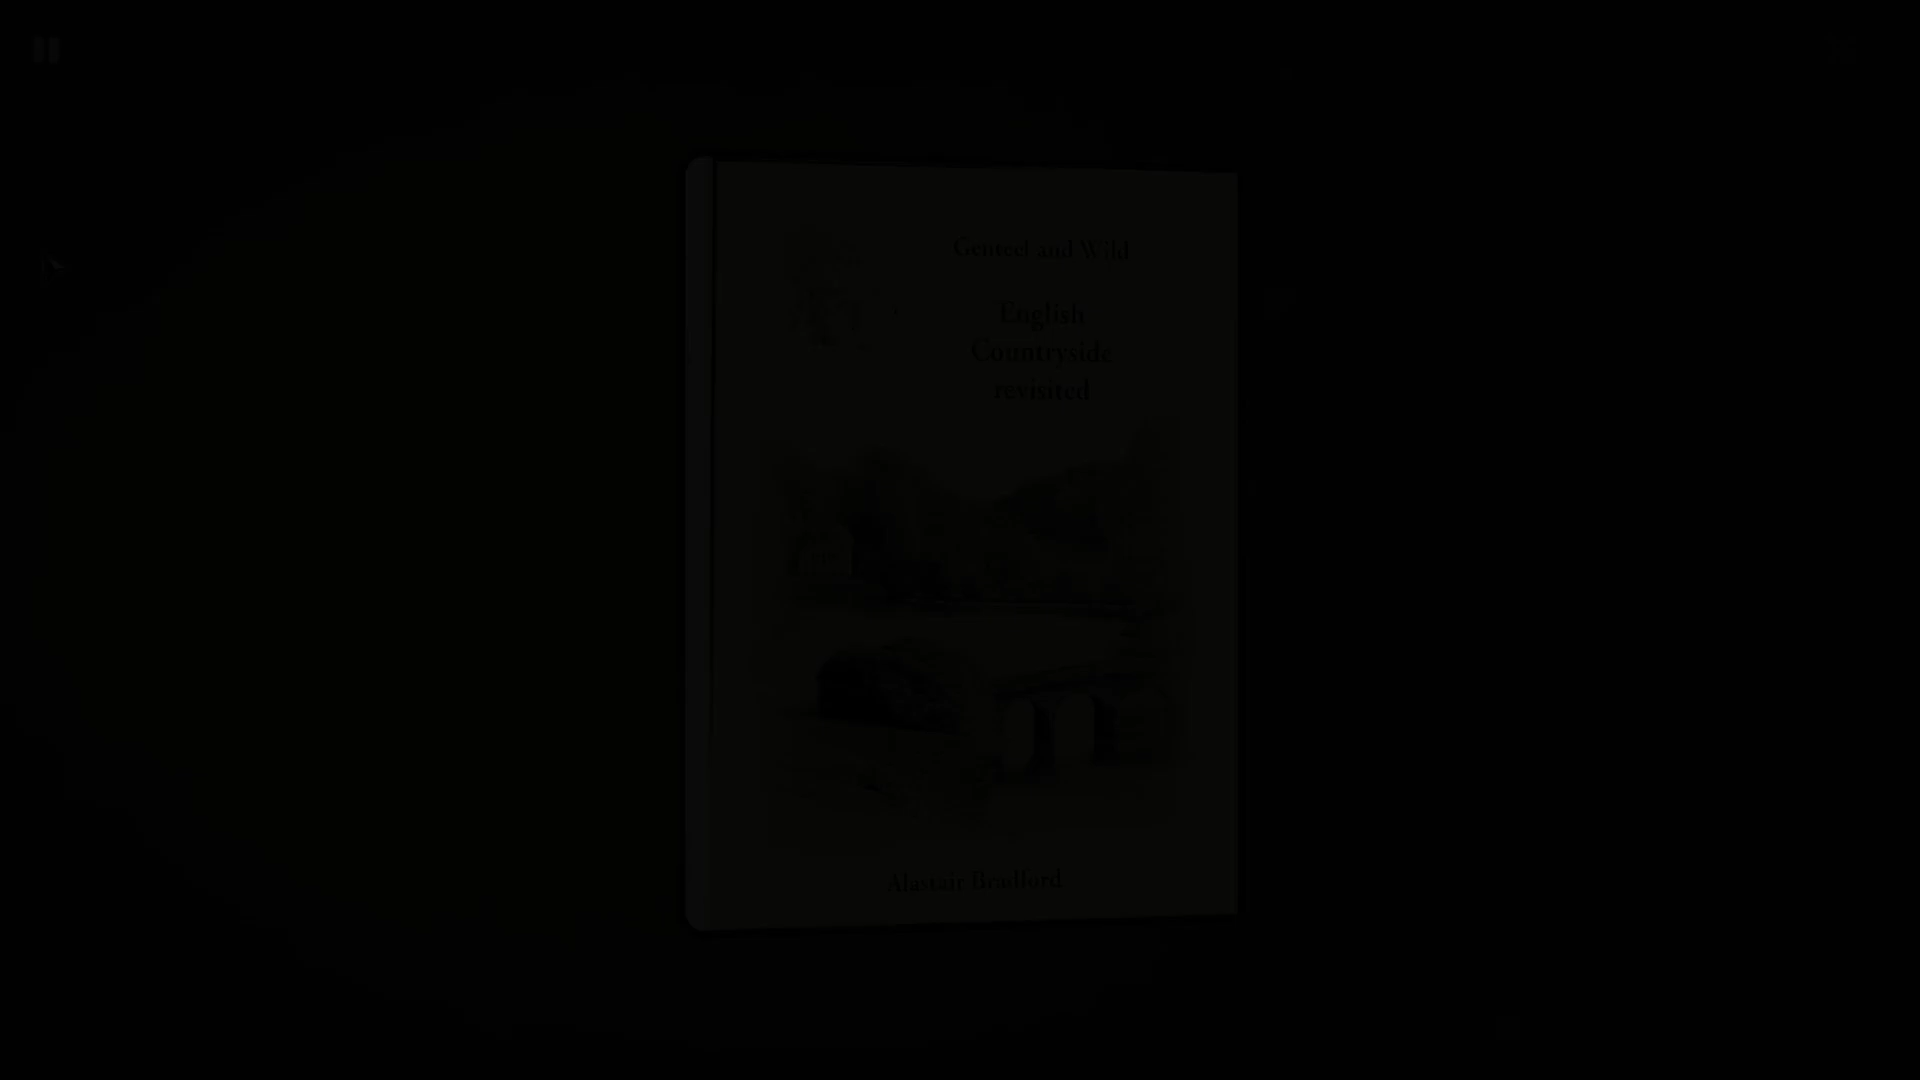 Genteel and Wild
English
Countryside
revisited
Alastair Bradford